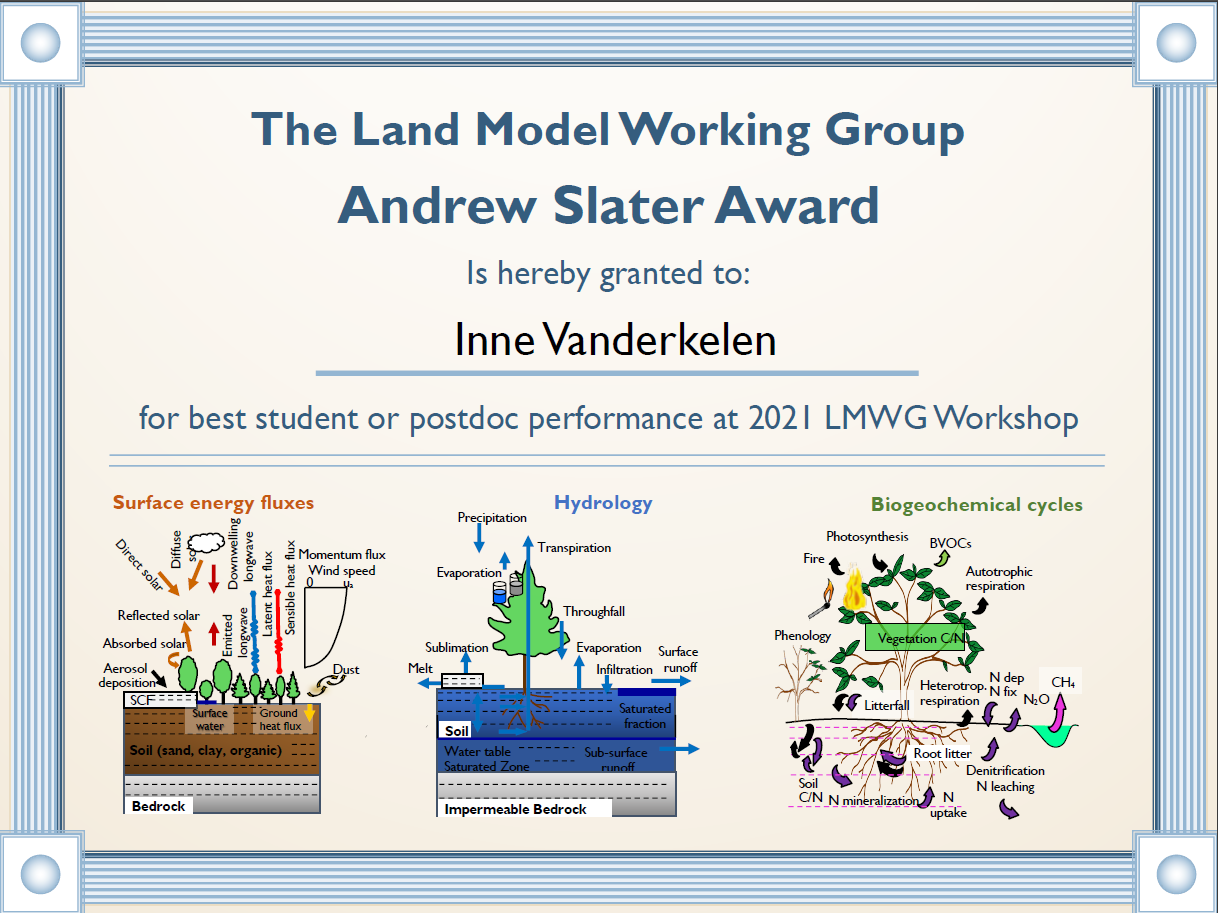 The Land Model Working Group
Andrew Slater Award
Is hereby granted to:
Inne Vanderkelen
for best student or postdoc performance at 2021 LMWG Workshop
Surface energy fluxes
Direct solar
Diffuse
Downwelling
longwave
Latent heat flux
Sensible heat flux
Momentum flux
Wind speed
0
uₐ
Reflected solar
Emitted
longwave
Absorbed solar
Aerosol
deposition
Dust
SCF
Surface
water
Ground
heat flux
Soil (sand, clay, organic)
Bedrock
Hydrology
Precipitation
Transpiration
Evaporation
Throughfall
Sublimation
Evaporation
Surface
runoff
Melt
Infiltration
Saturated
fraction
Soil
Water table
Saturated Zone
Sub-surface
runoff
Impermeable Bedrock
Biogeochemical cycles
Photosynthesis
BVOCs
Fire
Autotrophic
respiration
Phenology
Vegetation C/N
Heterotrop.
respiration
N dep
N fix
CH₄
N₂O
Litterfall
Root litter
Denitrification
N leaching
Soil
C/N
N mineralization
N
uptake